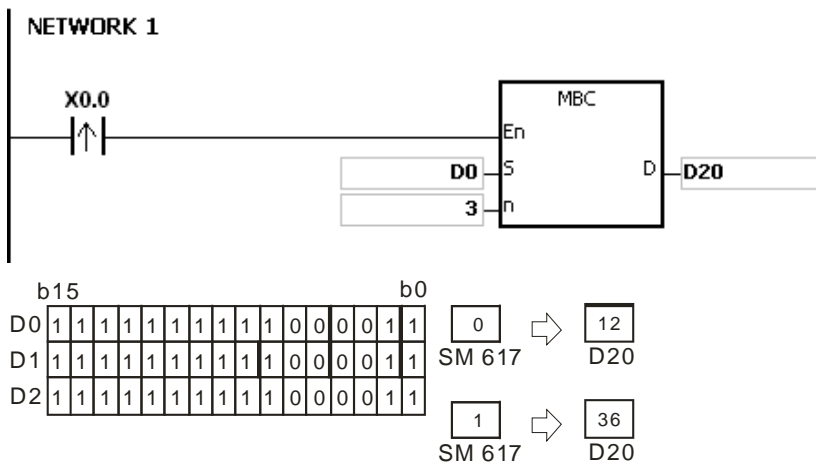 NETWORK 1
X0.0
MBC
En
D0 S D D20
3 n
b15 b0
D0 1 1 1 1 1 1 1 1 1 1 0 0 0 0 1 1 0 12
D1 1 1 1 1 1 1 1 1 1 1 0 0 0 0 1 1 SM 617 D20
D2 1 1 1 1 1 1 1 1 1 1 0 0 0 0 1 1
1 36
SM 617 D20